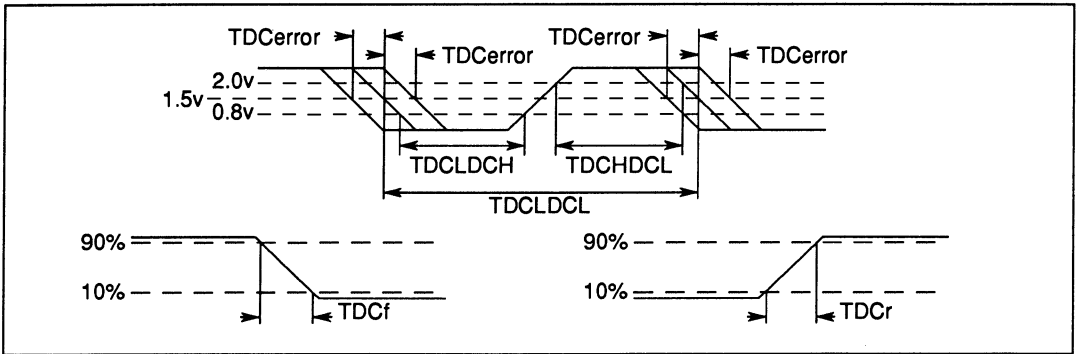 TDCerror TDCerror
TDCerror TDCerror
2.0v
1.5v
0.8v
TDCLDCH TDCHDCL
TDCLDCL
90% 90%
10% 10%
TDCf TDCr